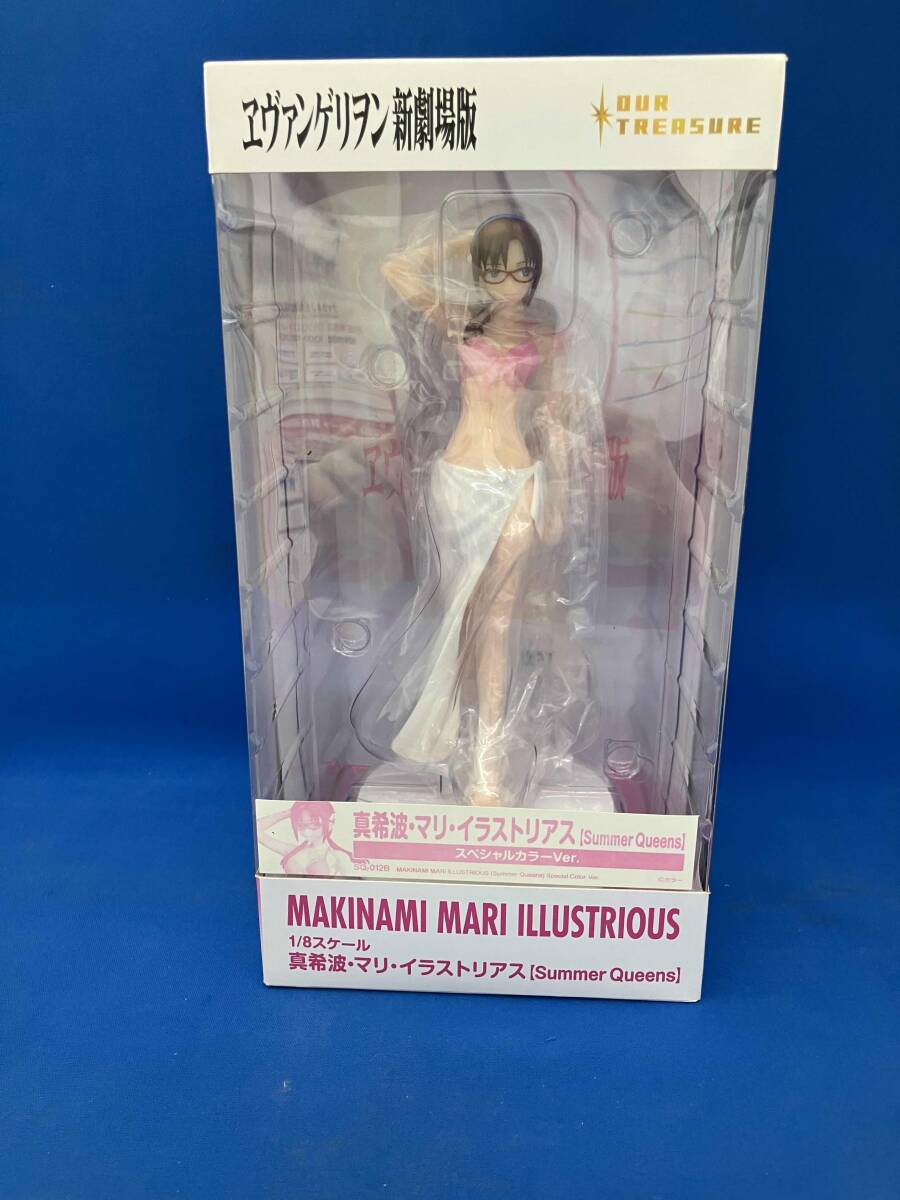 ヱヴァンゲリヲン新劇場版
OUR
TREASURE
真希波・マリ・イラストリアス【Summer Queens】
スペシャルカラーVer.
SQ-012B MAKINAMI MARI ILLUSTRIOUS (Summer Queens) Special Color Ver.
©カラー
MAKINAMI MARI ILLUSTRIOUS
1/8スケール
真希波・マリ・イラストリアス【Summer Queens】